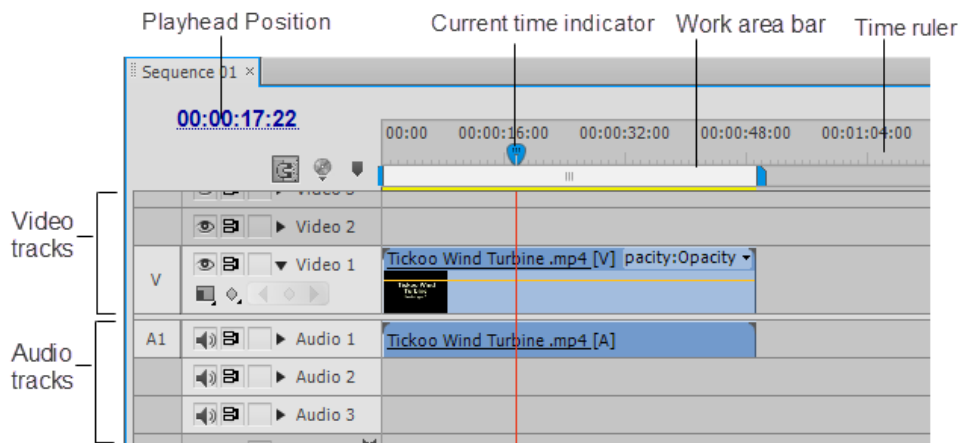 Playhead Position
Current time indicator
Work area bar
Time ruler
Sequence 01 ×
00:00:17:22
00:00 00:00:16:00 00:00:32:00 00:00:48:00 00:01:04:00
Video tracks
Video 2
V
Video 1
Tickoo Wind Turbine .mp4 [V] pacity:Opacity
Audio tracks
A1
Audio 1
Tickoo Wind Turbine .mp4 [A]
Audio 2
Audio 3